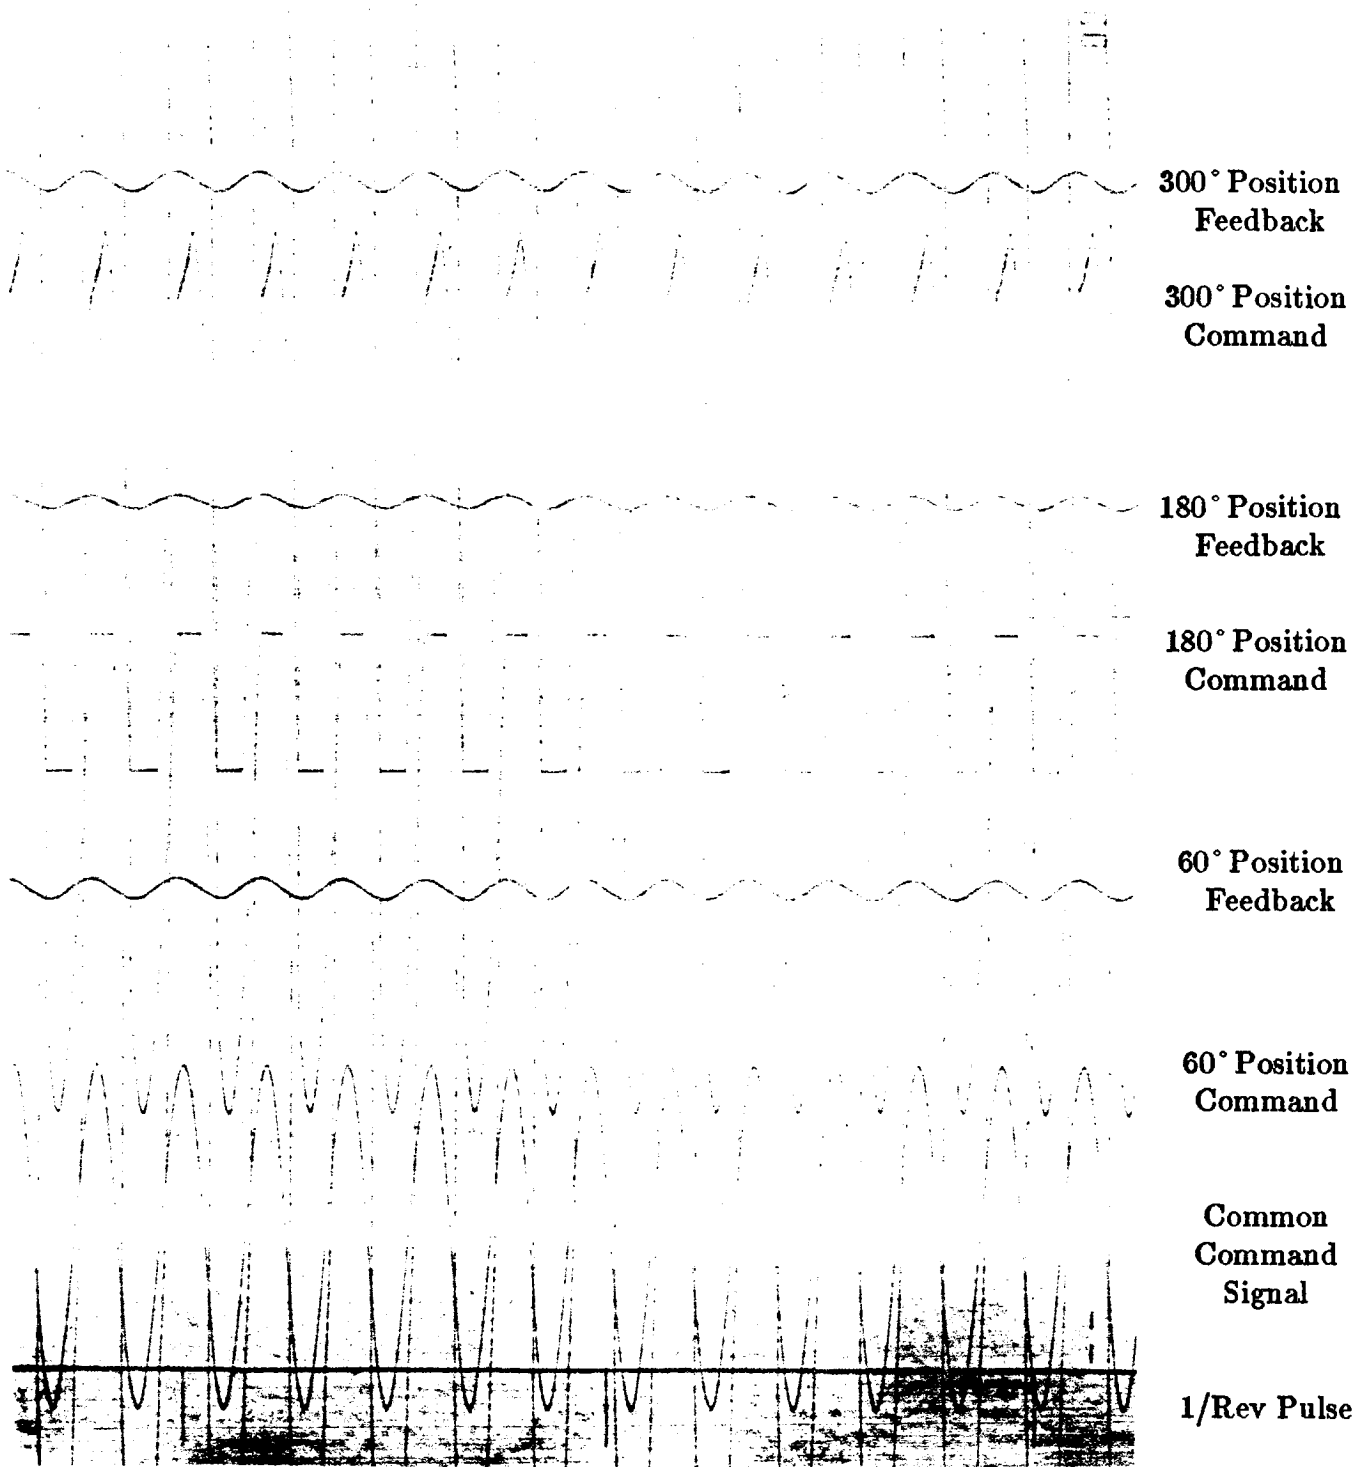 300° Position
Feedback
300° Position
Command
180° Position
Feedback
180° Position
Command
60° Position
Feedback
60° Position
Command
Common
Command
Signal
1/Rev Pulse